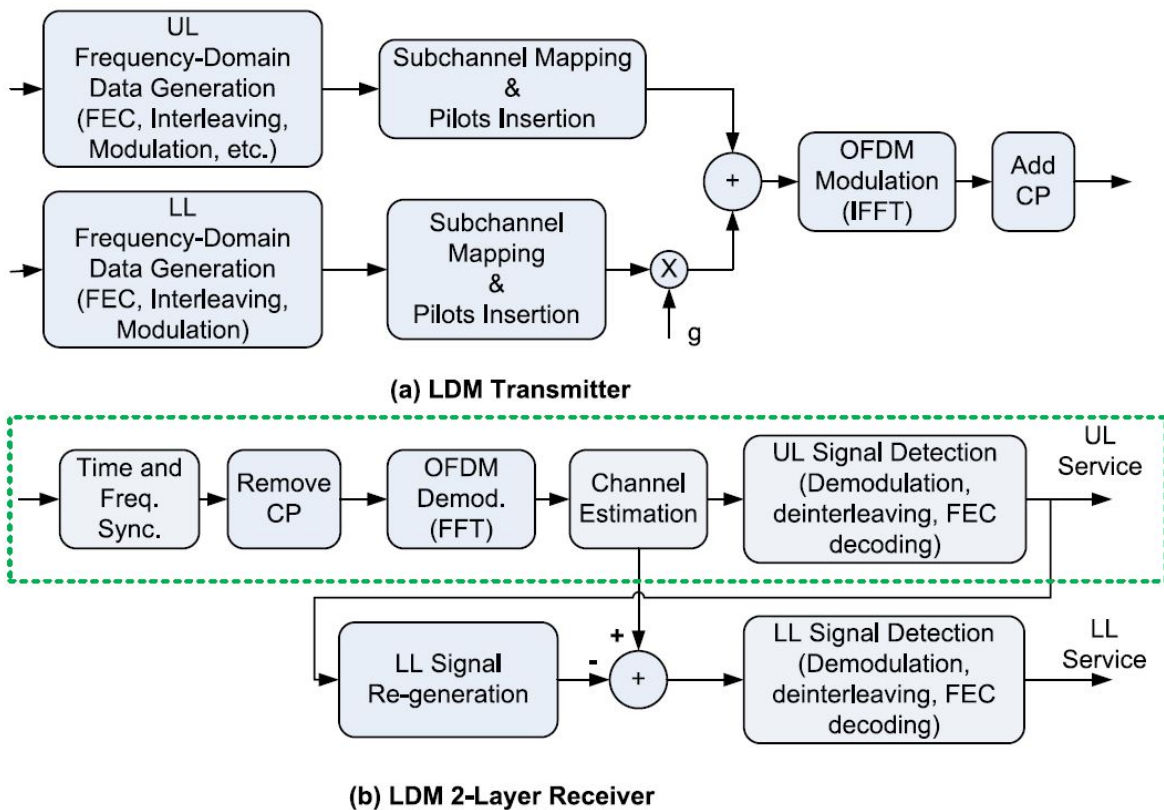 UL
Frequency-Domain
Data Generation
(FEC, Interleaving,
Modulation, etc.)
Subchannel Mapping
&
Pilots Insertion
+
OFDM
Modulation
(IFFT)
Add
CP
LL
Frequency-Domain
Data Generation
(FEC, Interleaving,
Modulation)
Subchannel
Mapping
&
Pilots Insertion
X
g
(a) LDM Transmitter
Time and
Freq.
Sync.
Remove
CP
OFDM
Demod.
(FFT)
Channel
Estimation
UL Signal Detection
(Demodulation,
deinterleaving, FEC
decoding)
UL
Service
LL Signal
Re-generation
-
+
+
LL Signal Detection
(Demodulation,
deinterleaving, FEC
decoding)
LL
Service
(b) LDM 2-Layer Receiver